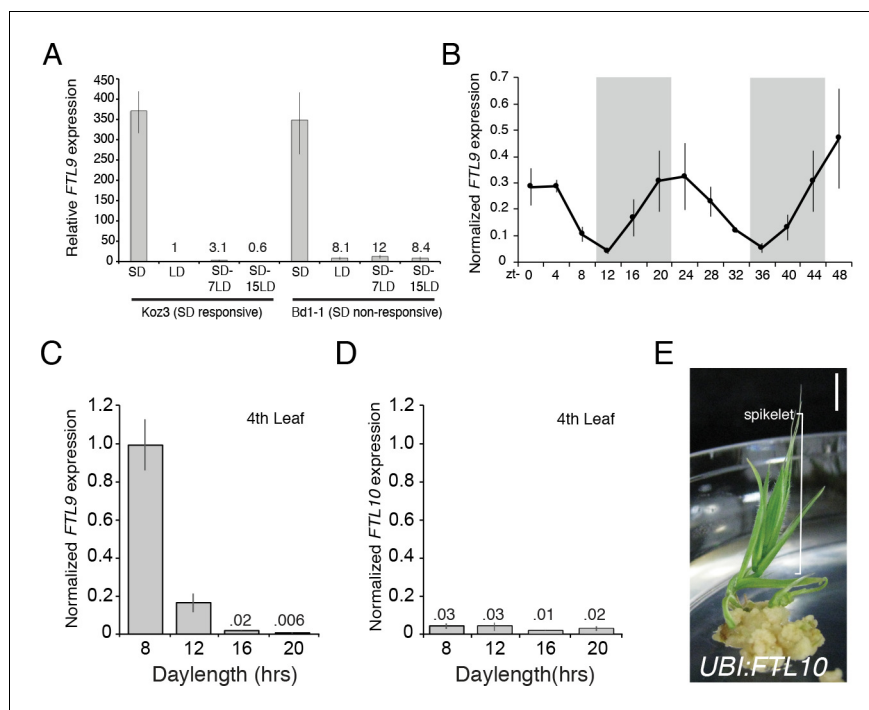 A
Relative FTL9 expression
450
400
350
300
250
200
150
100
50
0
1
3.1
0.6
8.1
12
8.4
SD
LD
SD-
7LD
SD-
15LD
SD
LD
SD-
7LD
SD-
15LD
Koz3 (SD responsive)
Bd1-1 (SD non-responsive)
B
Normalized FTL9 expression
0.7
0.6
0.5
0.4
0.3
0.2
0.1
0
zt- 0 4 8 12 16 20 24 28 32 36 40 44 48
C
Normalized FTL9 expression
1.2
1.0
0.8
0.6
0.4
0.2
0
4th Leaf
.02
.006
8 12 16 20
Daylength (hrs)
D
Normalized FTL10 expression
1.2
1.0
0.8
0.6
0.4
0.2
0
4th Leaf
.03
.03
.01
.02
8 12 16 20
Daylength(hrs)
E
spikelet
UBI:FTL10